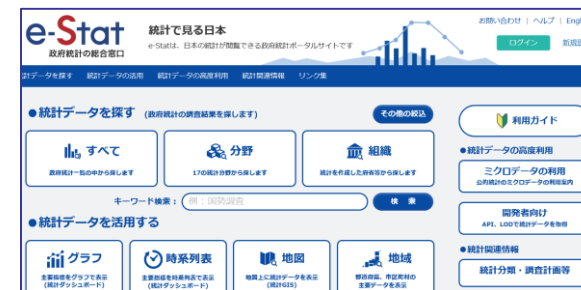 e-Stat
政府統計の総合窓口
統計で見る日本
e-Statは、日本の統計が閲覧できる政府統計ポータルサイトです
お問い合わせ | ヘルプ | Engl
ログイン
新規
統計データを探す 統計データの活用 統計データの高度利用 統計関連情報 リンク集
●統計データを探す (政府統計の調査結果を探します)
その他の絞込
すべて
政府統計一覧の中から探します
分野
17の統計分野から探します
組織
統計を作成した府省等から探します
キーワード検索:
例:国勢調査
検索
●統計データを活用する
グラフ
主要指標をグラフで表示
(統計ダッシュボード)
時系列表
主要指標を時系列表で表示
(統計ダッシュボード)
地図
地図上に統計データを表示
(統計GIS)
地域
都道府県、市区町村の
主要データを表示
利用ガイド
●統計データの高度利用
ミクロデータの利用
公的統計のミクロデータの利用案内
開発者向け
API、LODで統計データを取得
●統計関連情報
統計分類・調査計画等